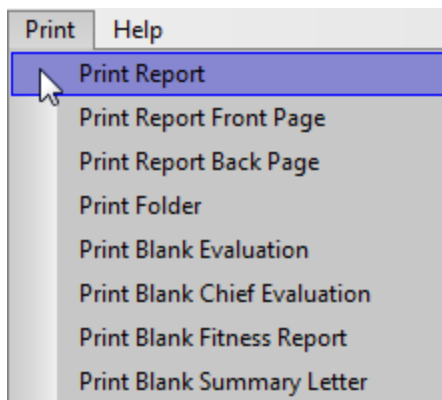 Print Help
Print Report
Print Report Front Page
Print Report Back Page
Print Folder
Print Blank Evaluation
Print Blank Chief Evaluation
Print Blank Fitness Report
Print Blank Summary Letter